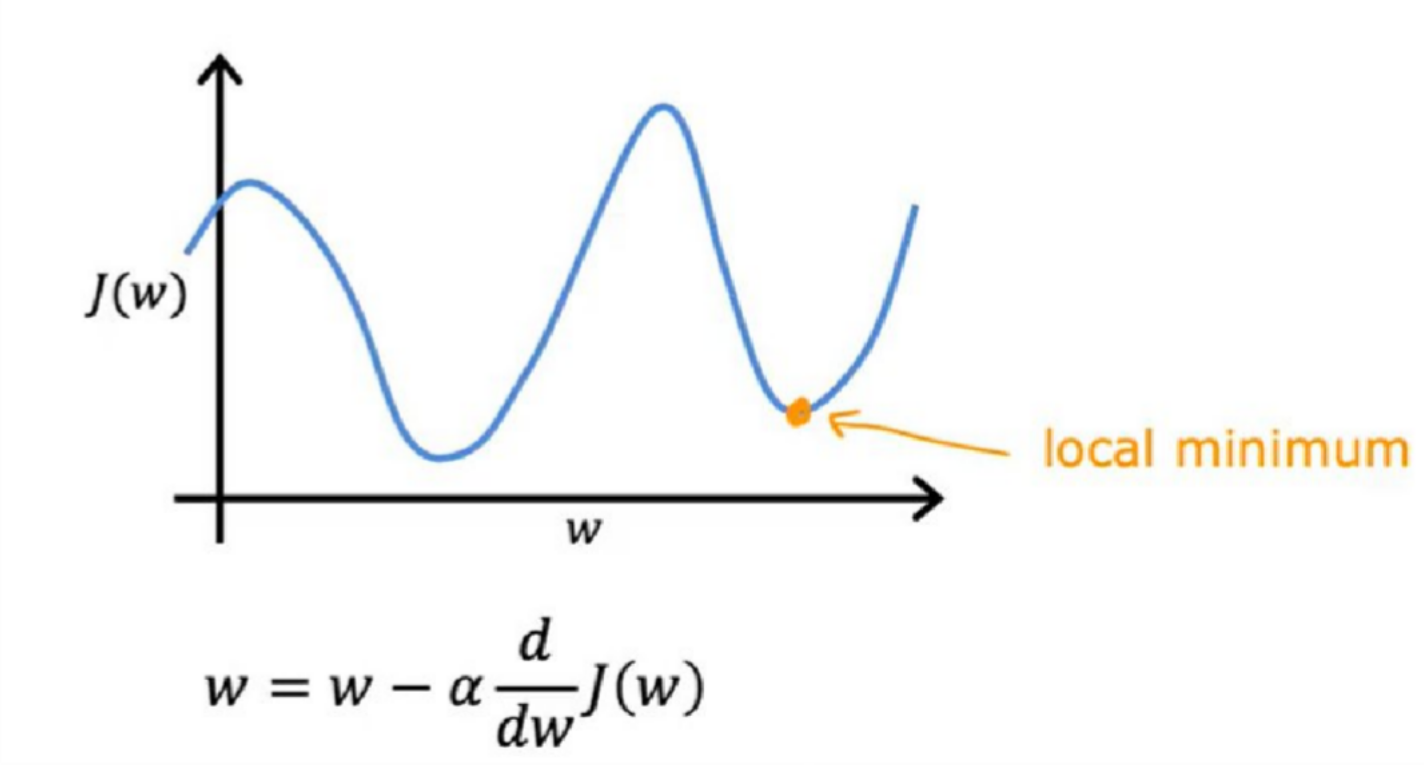 J(w)
local minimum
w
w = w − α d/dw J(w)